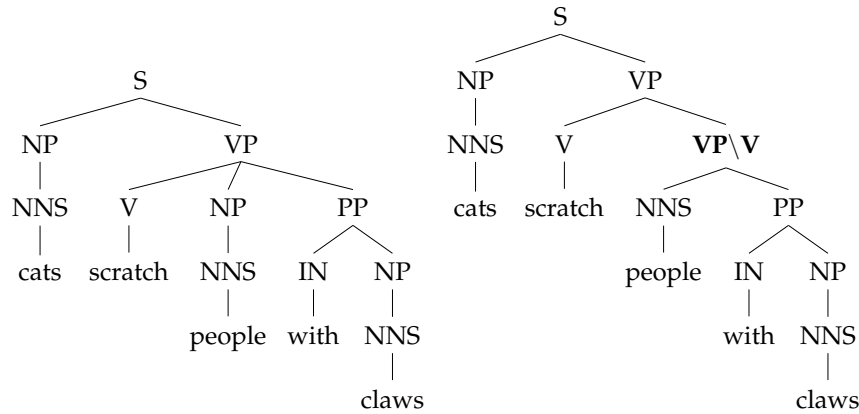 S
NP VP
NNS V NP PP
cats scratch NNS IN NP
people with NNS
claws
S
NP VP
NNS V VP\V
cats scratch NNS PP
people IN NP
with NNS
claws